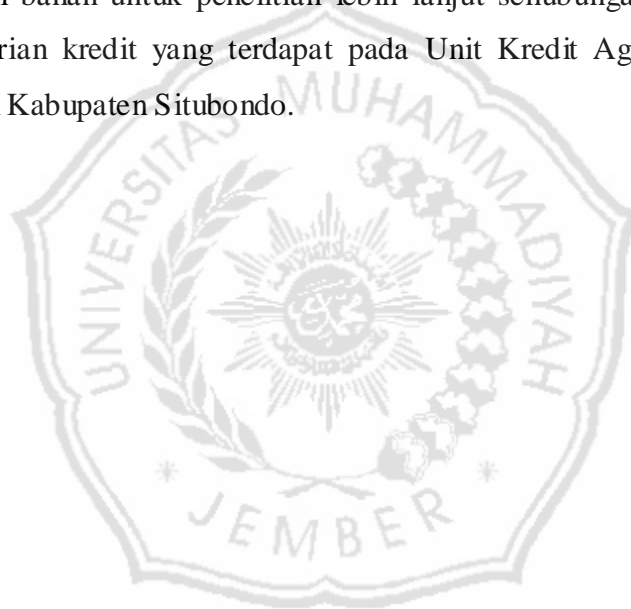 bahan untuk penelitian lebih lanjut sehubunga
rian kredit yang terdapat pada Unit Kredit Ag
Kabupaten Situbondo.
UNIVERSITAS MUHAMMADIYAH
JEMBER